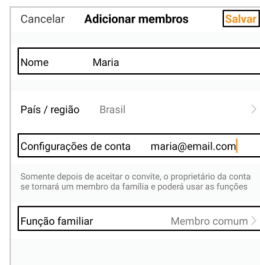 Cancelar Adicionar membros Salvar
Nome Maria
País / região Brasil
Configurações de conta maria@email.com
Somente depois de aceitar o convite, o proprietário da conta
se tornará um membro da família e poderá usar as funções
Função familiar Membro comum